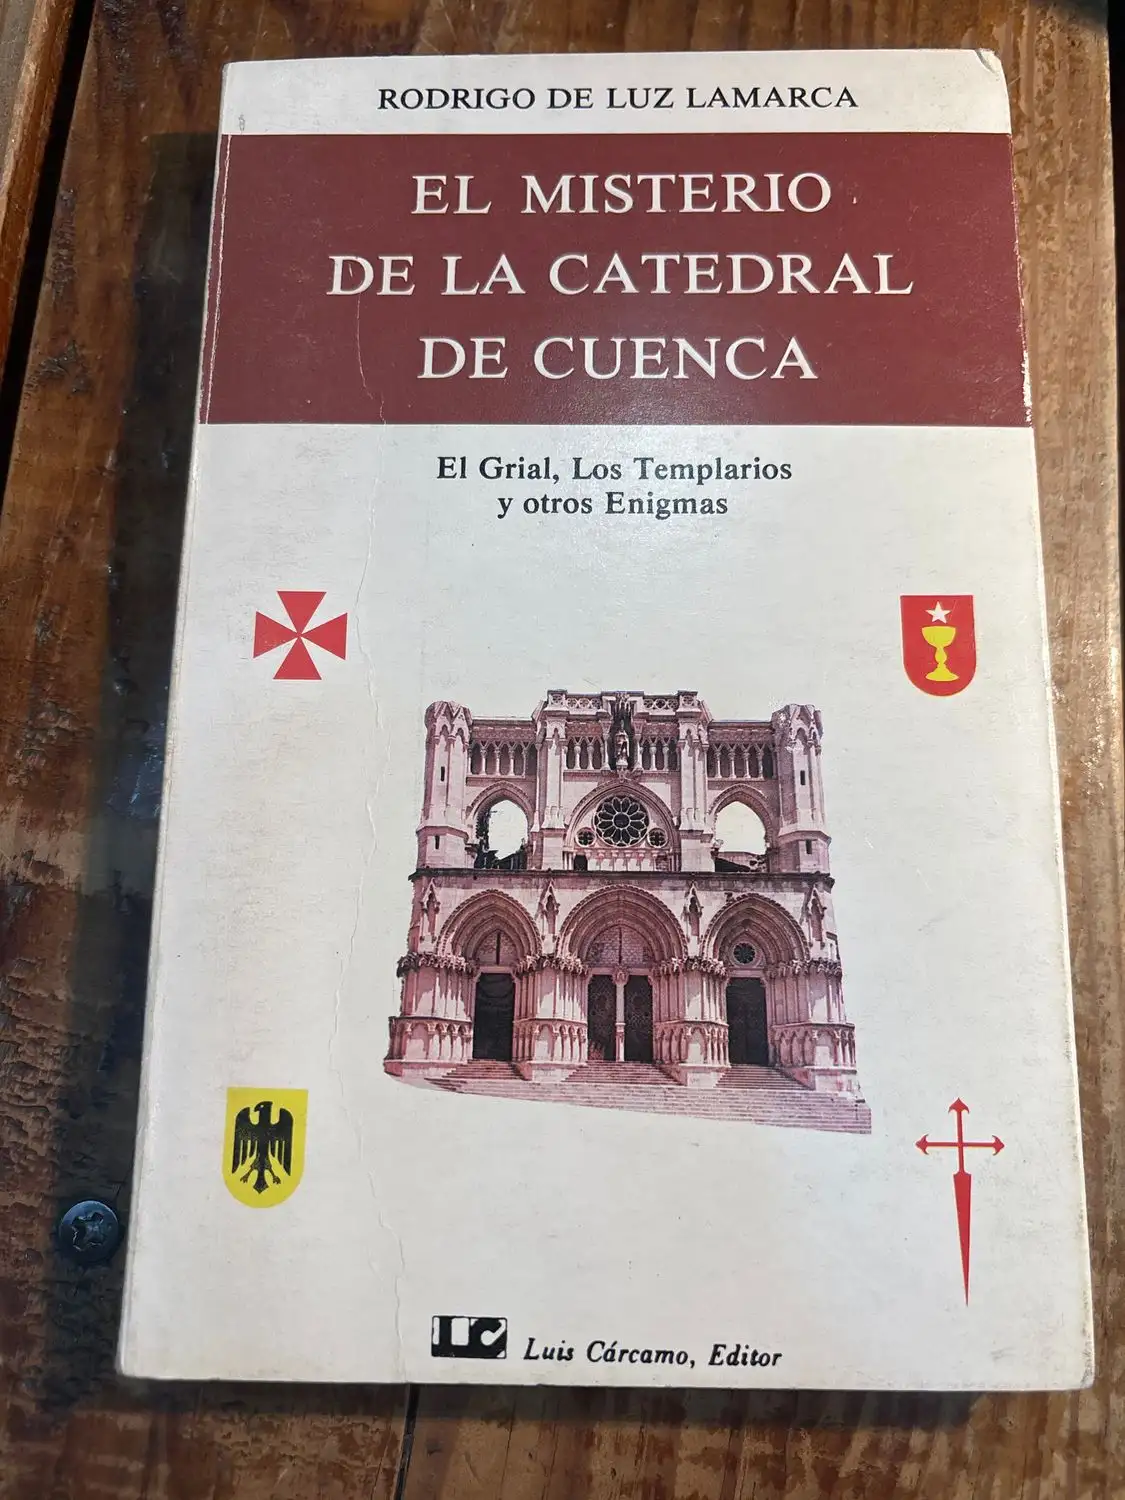 RODRIGO DE LUZ LAMARCA
EL MISTERIO
DE LA CATEDRAL
DE CUENCA
El Grial, Los Templarios
y otros Enigmas
LC Luis Cárcamo, Editor